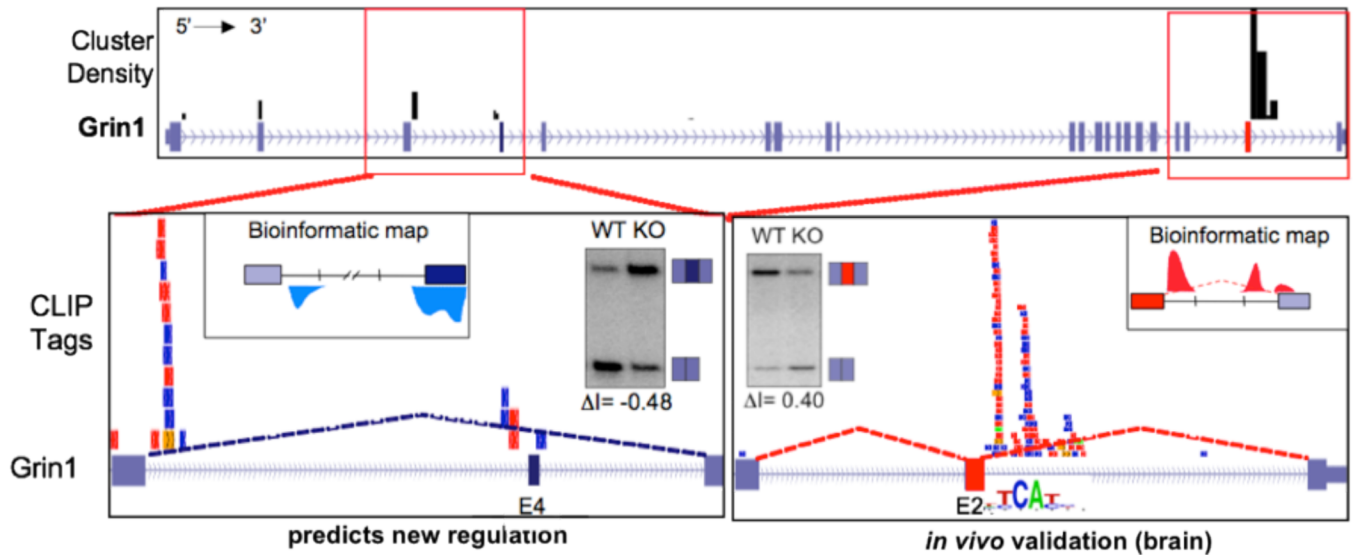 5' 3'
Cluster
Density
Grin1
Bioinformatic map
WT KO
WT KO
Bioinformatic map
CLIP
Tags
ΔI= -0.48
ΔI= 0.40
Grin1
E4
E2
TCAT
predicts new regulation
in vivo validation (brain)